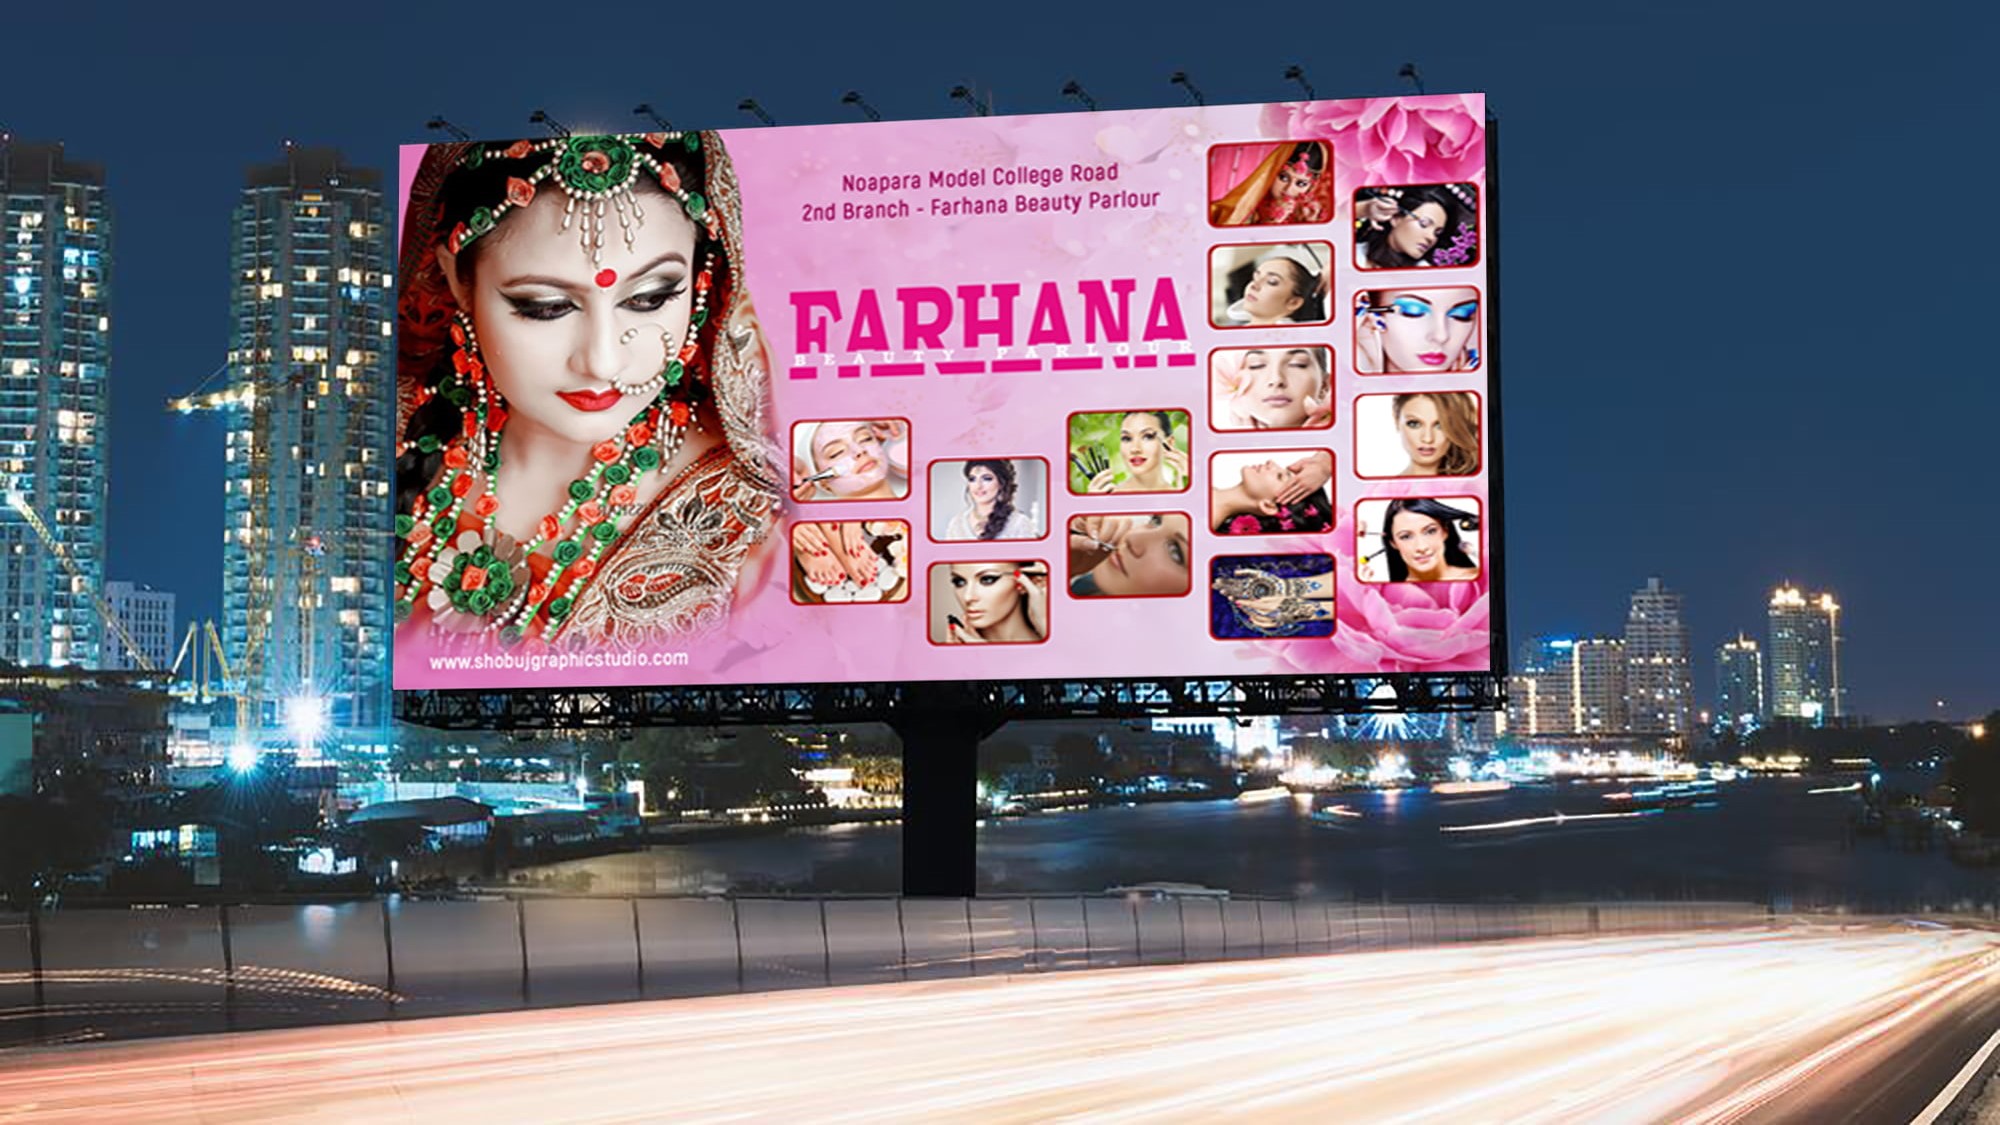 Noapara Model College Road
2nd Branch - Farhana Beauty Parlour
FARHANA
BEAUTY PARLOUR
www.shobujgraphicstudio.com